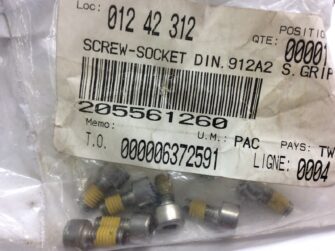 Loc: 012 42 312 POSITIO
QTE: 00001
SCREW-SOCKET DIN.912A2 S.GRIP
205561260
Memo: U.M.: PAC PAYS: TW
T.O. 000006372591 LIGNE: 0004